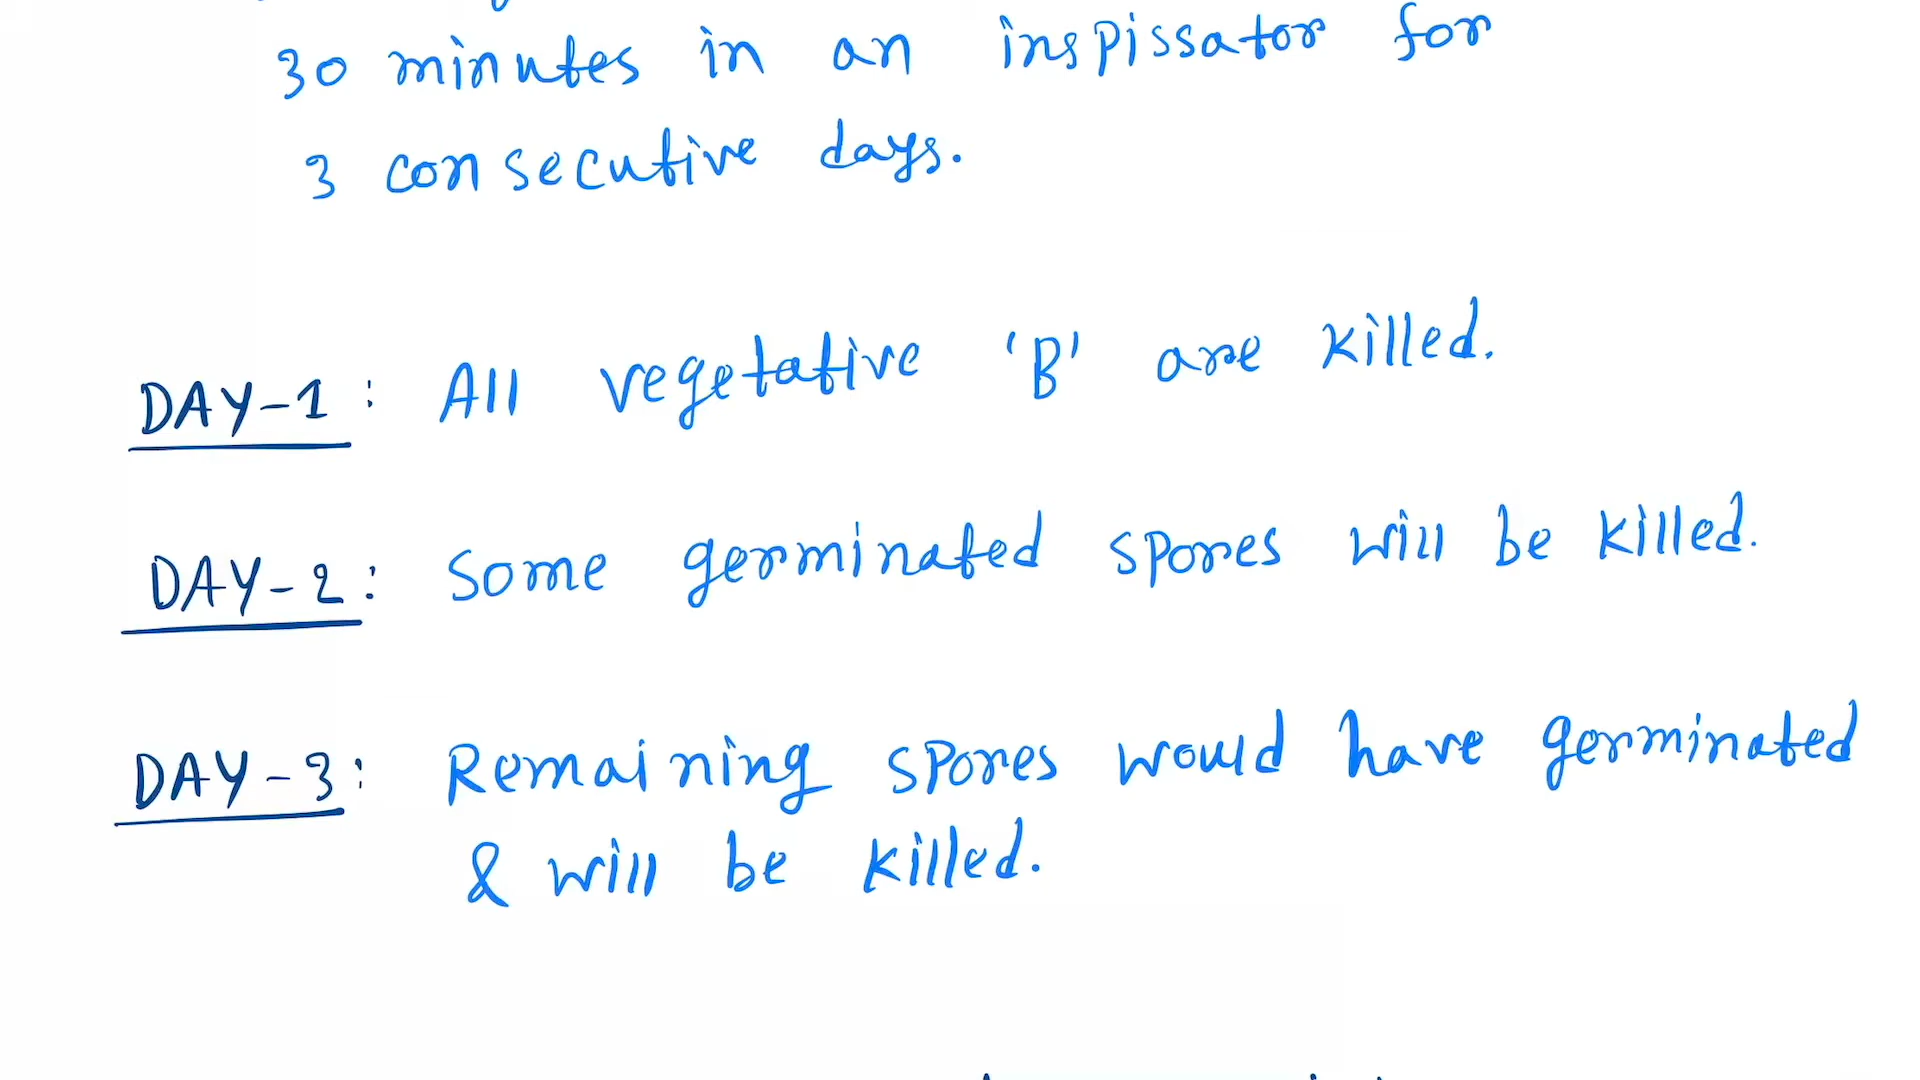 30 minutes in an inspissator for
3 consecutive days.
DAY-1: All vegetative 'B' are killed.
DAY-2: Some germinated spores will be killed.
DAY-3: Remaining spores would have germinated
& will be killed.